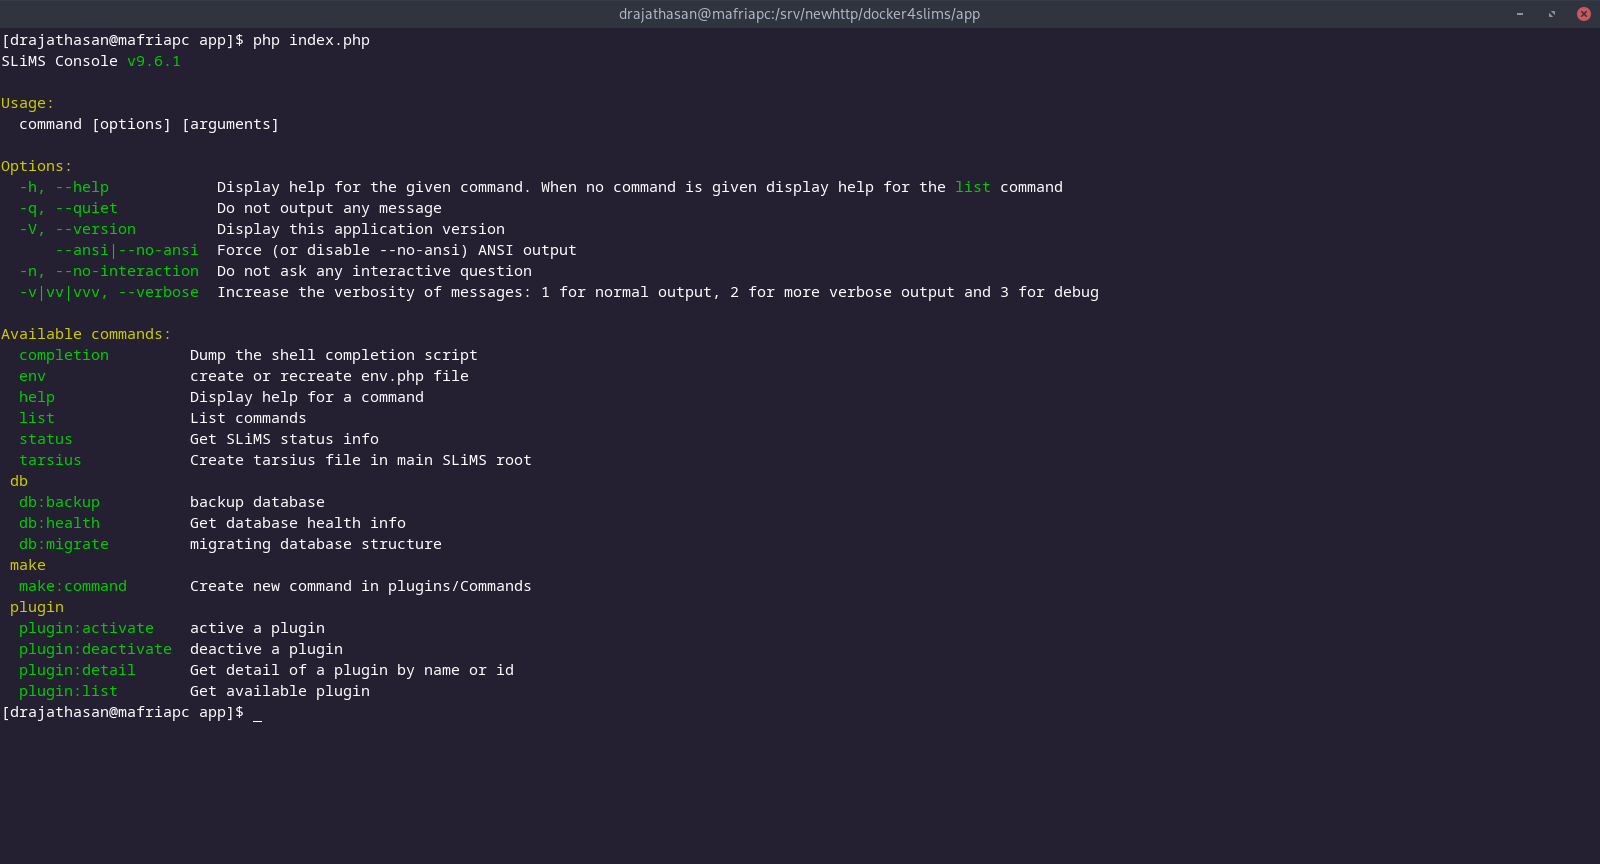 drajathasan@mafriapc:/srv/newhttp/docker4slims/app
[drajathasan@mafriapc app]$ php index.php
SLiMS Console v9.6.1
Usage:
  command [options] [arguments]
Options:
  -h, --help            Display help for the given command. When no command is given display help for the list command
  -q, --quiet           Do not output any message
  -V, --version         Display this application version
      --ansi|--no-ansi  Force (or disable --no-ansi) ANSI output
  -n, --no-interaction  Do not ask any interactive question
  -v|vv|vvv, --verbose  Increase the verbosity of messages: 1 for normal output, 2 for more verbose output and 3 for debug
Available commands:
  completion         Dump the shell completion script
  env                create or recreate env.php file
  help               Display help for a command
  list               List commands
  status             Get SLiMS status info
  tarsius            Create tarsius file in main SLiMS root
 db
  db:backup          backup database
  db:health          Get database health info
  db:migrate         migrating database structure
 make
  make:command       Create new command in plugins/Commands
 plugin
  plugin:activate    active a plugin
  plugin:deactivate  deactive a plugin
  plugin:detail      Get detail of a plugin by name or id
  plugin:list        Get available plugin
[drajathasan@mafriapc app]$ _